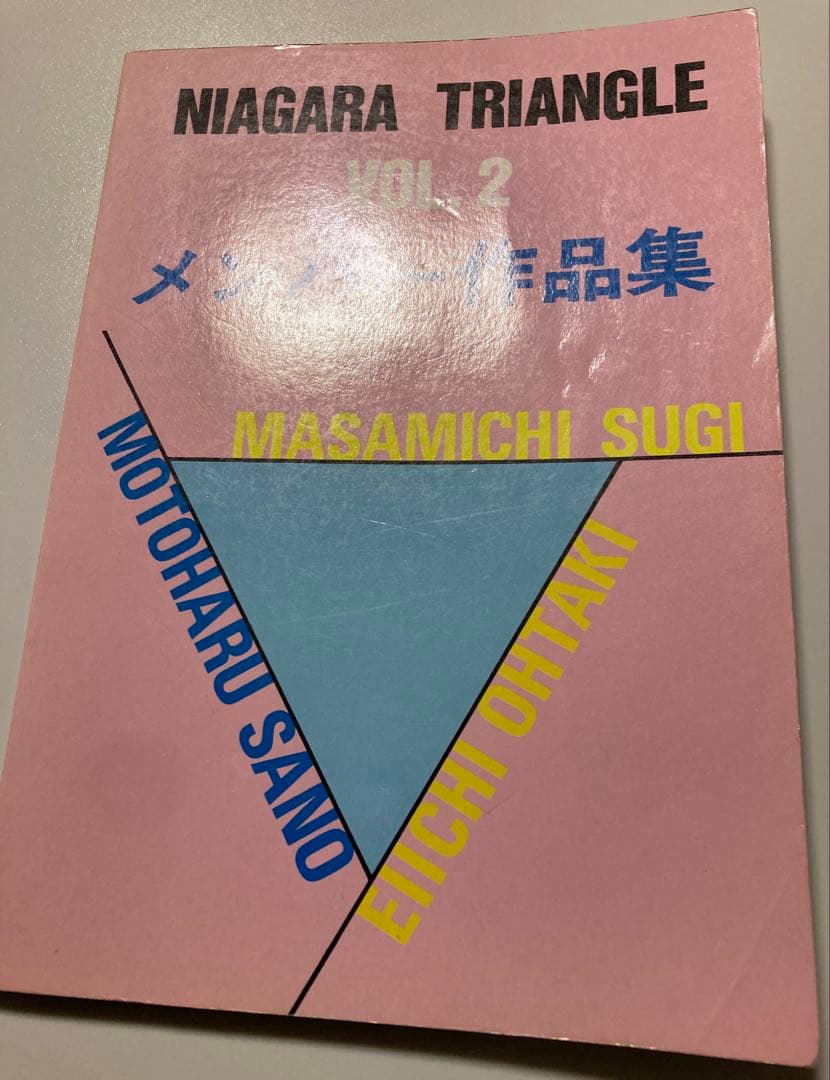 NIAGARA TRIANGLE
VOL. 2
メンバー作品集
MASAMICHI SUGI
MOTOHARU SANO
EIICHI OHTAKI